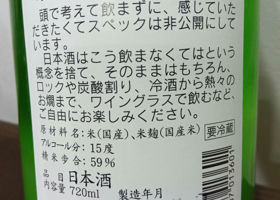 頭で考えて飲まずに、感じていた
だきたくてスペックは非公開にして
います。
日本酒はこう飲まなくてはという
概念を捨て、そのままはもちろん、
ロックや炭酸割り、冷酒から熱々の
お燗まで、ワイングラスで飲むなど、
ご自由にお楽しみください。
原材料名:米(国産)、米麹(国産米) 要冷蔵
アルコール分:15度
精米歩合:59%
品目 日本酒
内容量 720ml 製造年月